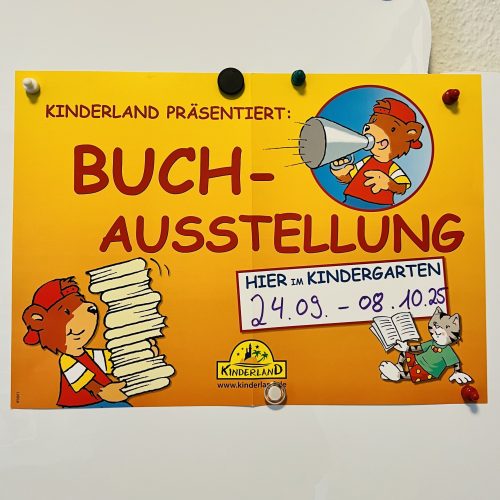 KINDERLAND PRÄSENTIERT:
BUCH-
AUSSTELLUNG
HIER IM KINDERGARTEN
24.09. - 08.10.25
KINDERLAND